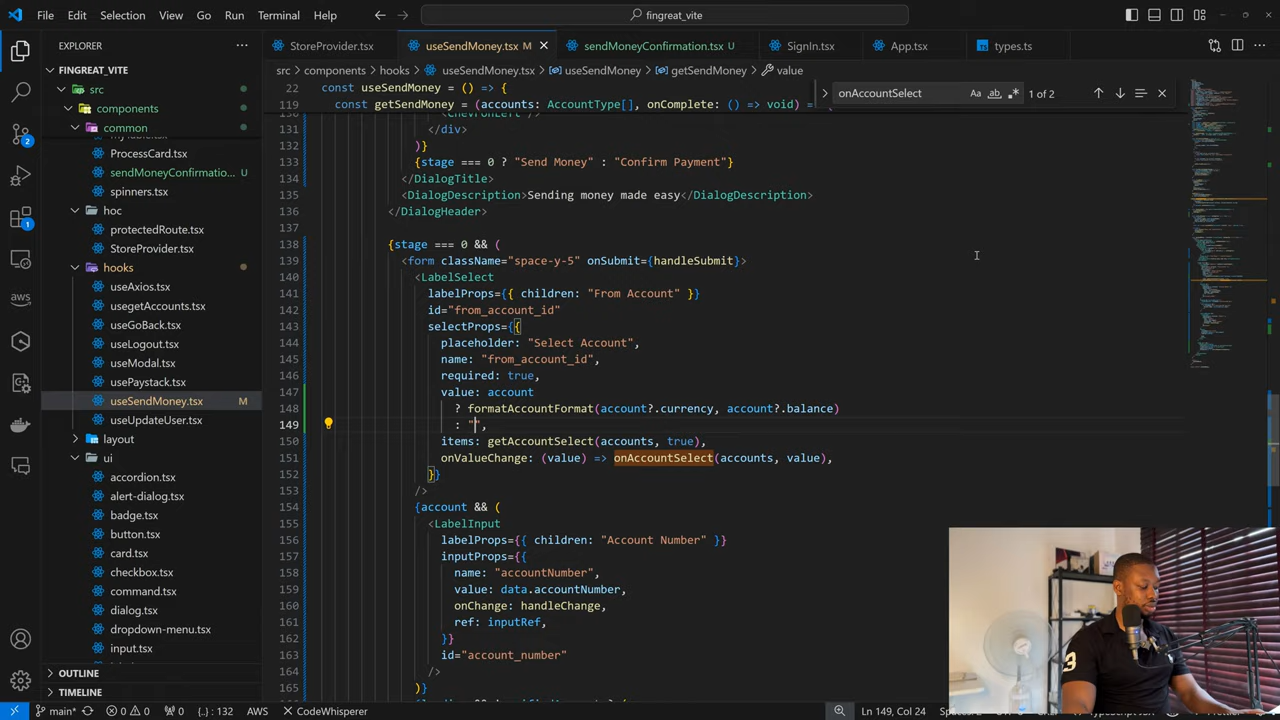 File Edit Selection View Go Run Terminal Help
fingreat_vite
EXPLORER
StoreProvider.tsx
useSendMoney.tsx M
sendMoneyConfirmation.tsx U
SignIn.tsx
App.tsx
types.ts
src > components > hooks > useSendMoney.tsx > useSendMoney > getSendMoney > value
onAccountSelect Aa ab .* 1 of 2
FINGREAT_VITE
src
components
common
ProcessCard.tsx
sendMoneyConfirmatio... U
spinners.tsx
hoc
protectedRoute.tsx
StoreProvider.tsx
hooks
useAxios.tsx
usegetAccounts.tsx
useGoBack.tsx
useLogout.tsx
useModal.tsx
usePaystack.tsx
useSendMoney.tsx M
useUpdateUser.tsx
layout
ui
accordion.tsx
alert-dialog.tsx
badge.tsx
button.tsx
card.tsx
checkbox.tsx
command.tsx
dialog.tsx
dropdown-menu.tsx
input.tsx
OUTLINE
TIMELINE
22 const useSendMoney = () => {
119 const getSendMoney = (accounts: AccountType[], onComplete: () => void) =
130 <ChevronLeft />
131 </div>
132 )}
133 {stage === 0 ? "Send Money" : "Confirm Payment"}
134 </DialogTitle>
135 <DialogDescription>Sending money made easy</DialogDescription>
136 </DialogHeader>
137
138 {stage === 0 && (
139 <form className="space-y-5" onSubmit={handleSubmit}>
140 <LabelSelect
141 labelProps={{ children: "From Account" }}
142 id="from_account_id"
143 selectProps={{
144 placeholder: "Select Account",
145 name: "from_account_id",
146 required: true,
147 value: account
148 ? formatAccountFormat(account?.currency, account?.balance)
149 : "",
150 items: getAccountSelect(accounts, true),
151 onValueChange: (value) => onAccountSelect(accounts, value),
152 }}
153 />
154 {account && (
155 <LabelInput
156 labelProps={{ children: "Account Number" }}
157 inputProps={{
158 name: "accountNumber",
159 value: data.accountNumber,
160 onChange: handleChange,
161 ref: inputRef,
162 }}
163 id="account_number"
164 />
165 )}
main* 0 0 0 {..}: 132 AWS CodeWhisperer Ln 149, Col 24